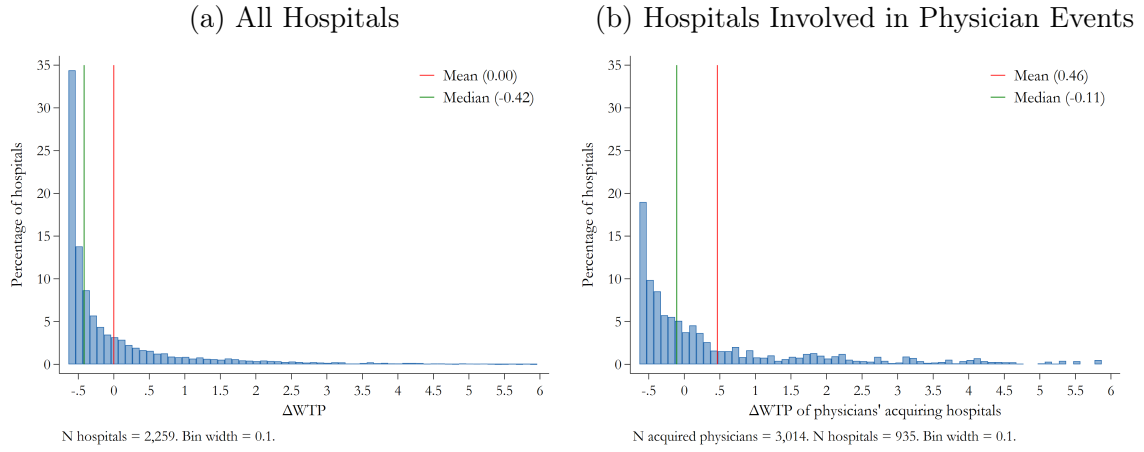 (a) All Hospitals
Mean (0.00)
Median (-0.42)
Percentage of hospitals
35
30
25
20
15
10
5
0
-.5 0 .5 1 1.5 2 2.5 3 3.5 4 4.5 5 5.5 6
ΔWTP
N hospitals = 2,259. Bin width = 0.1.
(b) Hospitals Involved in Physician Events
Mean (0.46)
Median (-0.11)
Percentage of hospitals
35
30
25
20
15
10
5
0
-.5 0 .5 1 1.5 2 2.5 3 3.5 4 4.5 5 5.5 6
ΔWTP of physicians' acquiring hospitals
N acquired physicians = 3,014. N hospitals = 935. Bin width = 0.1.